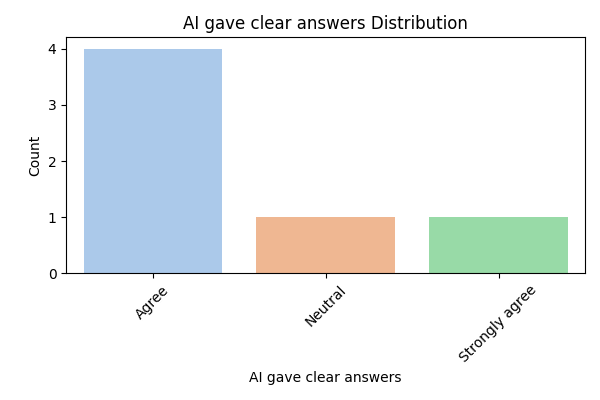 AI gave clear answers Distribution
Count
4
3
2
1
0
Agree
Neutral
Strongly agree
AI gave clear answers